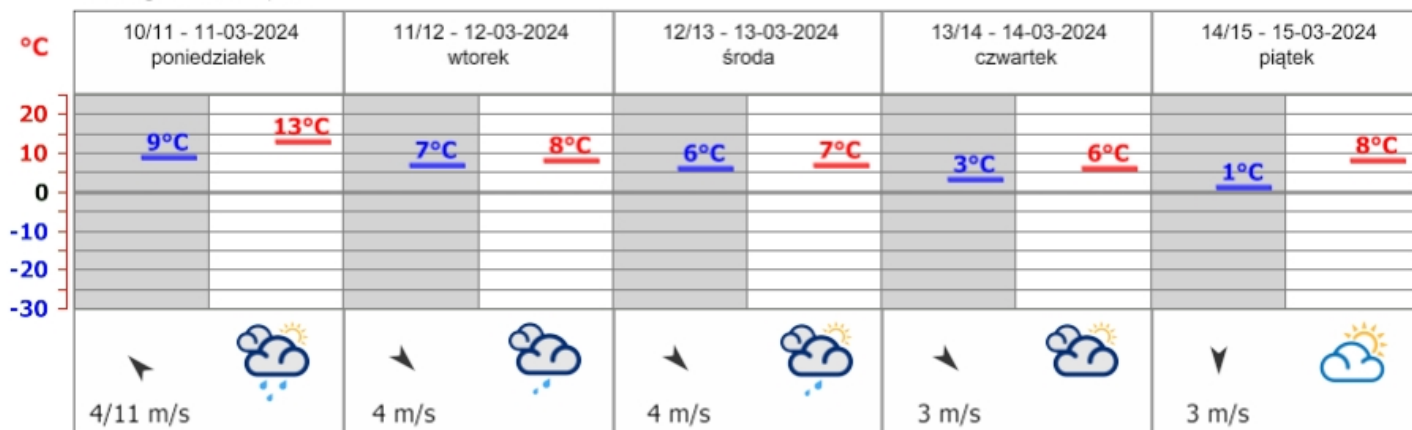 °C
10/11 - 11-03-2024
poniedziałek
11/12 - 12-03-2024
wtorek
12/13 - 13-03-2024
środa
13/14 - 14-03-2024
czwartek
14/15 - 15-03-2024
piątek
20
10
0
-10
-20
-30
9°C
13°C
7°C
8°C
6°C
7°C
3°C
6°C
1°C
8°C
4/11 m/s
4 m/s
4 m/s
3 m/s
3 m/s